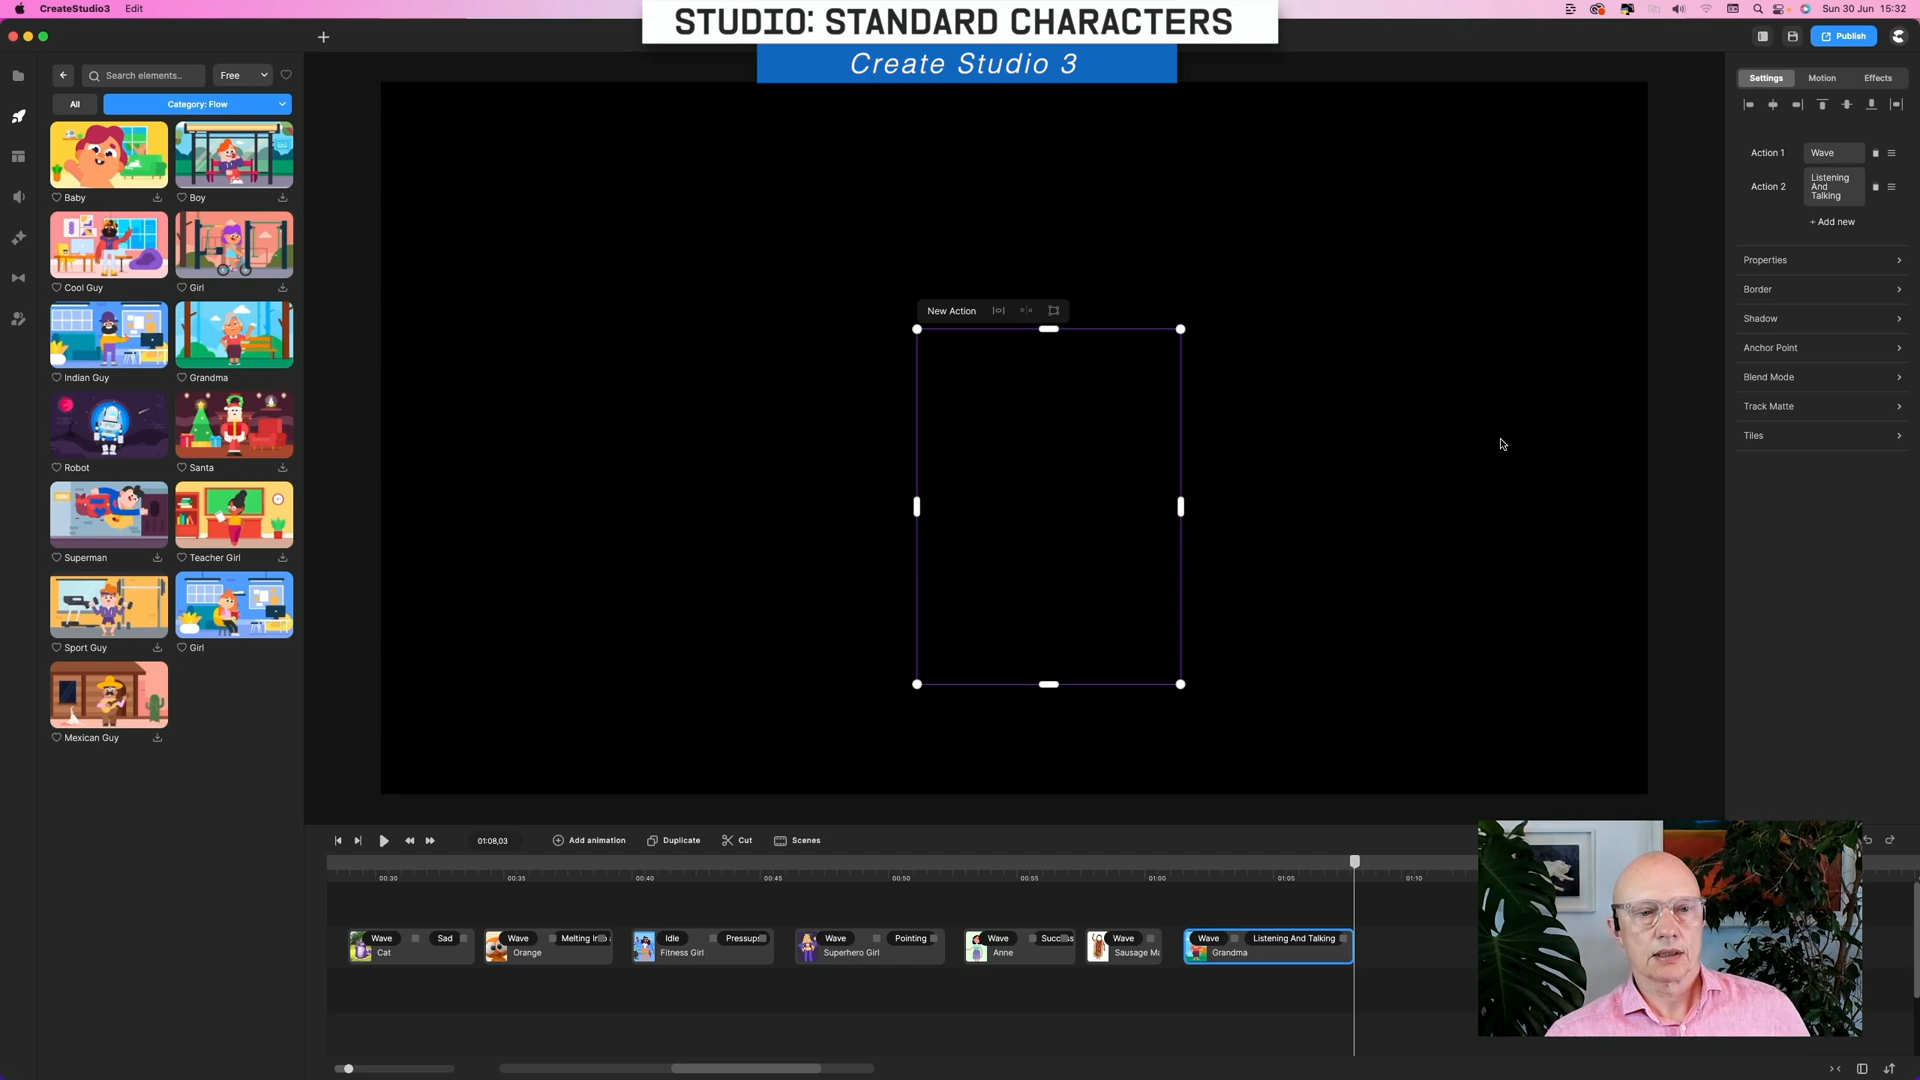 CreateStudio3 Edit
Sun 30 Jun 15:32
STUDIO: STANDARD CHARACTERS
Create Studio 3
Publish
Search elements..
Free
All
Category: Flow
Baby
Boy
Cool Guy
Girl
Indian Guy
Grandma
Robot
Santa
Superman
Teacher Girl
Sport Guy
Girl
Mexican Guy
New Action
Settings Motion Effects
Action 1 Wave
Action 2 Listening
And
Talking
+ Add new
Properties
Border
Shadow
Anchor Point
Blend Mode
Track Matte
Tiles
01:08,03
Add animation
Duplicate
Cut
Scenes
00:30 00:35 00:40 00:45 00:50 00:55 01:00 01:05 01:10
Wave Sad
Cat
Wave
Orange
Idle Pressups
Fitness Girl
Wave Pointing
Superhero Girl
Wave Success
Anne
Wave
Sausage Ma
Wave Listening And Talking
Grandma